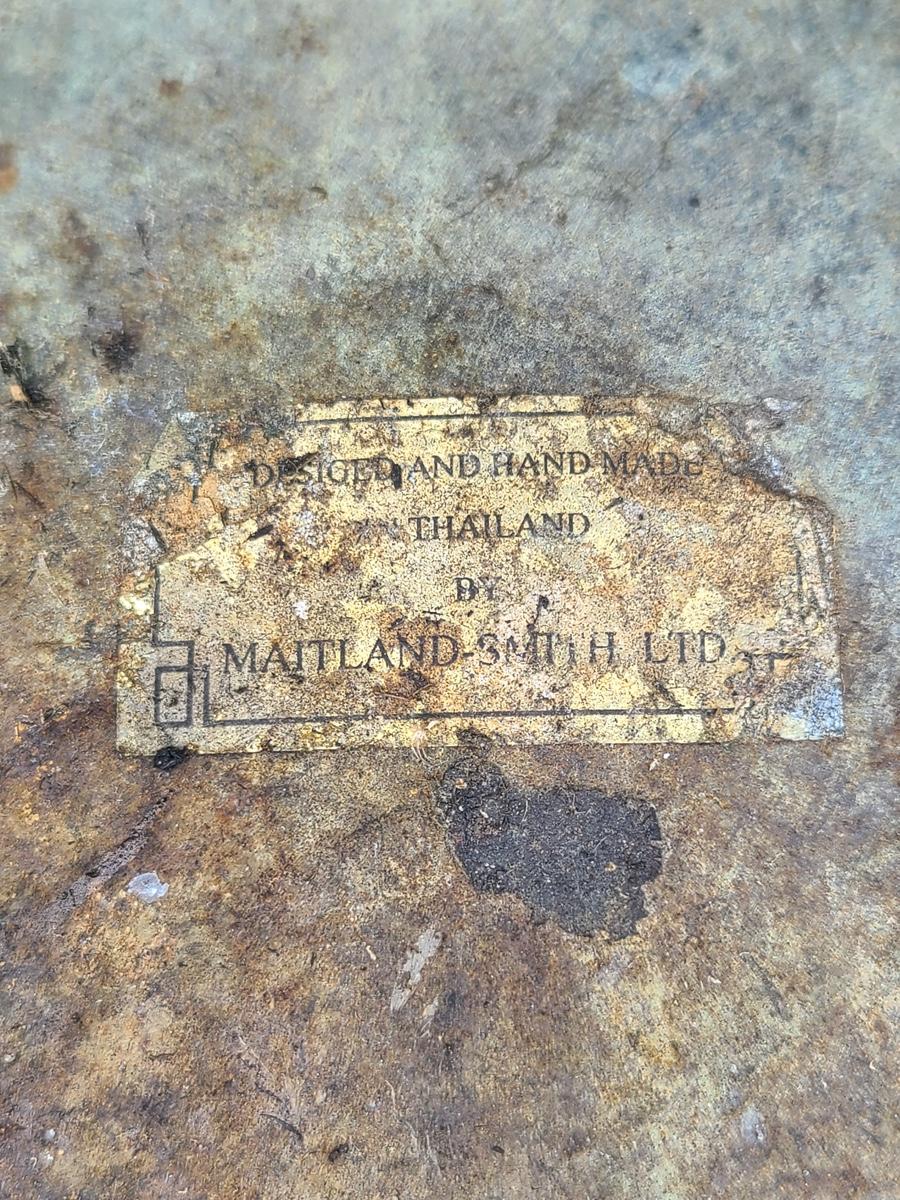 DESIGED AND HAND MADE
THAILAND
BY
MAITLAND-SMITH LTD